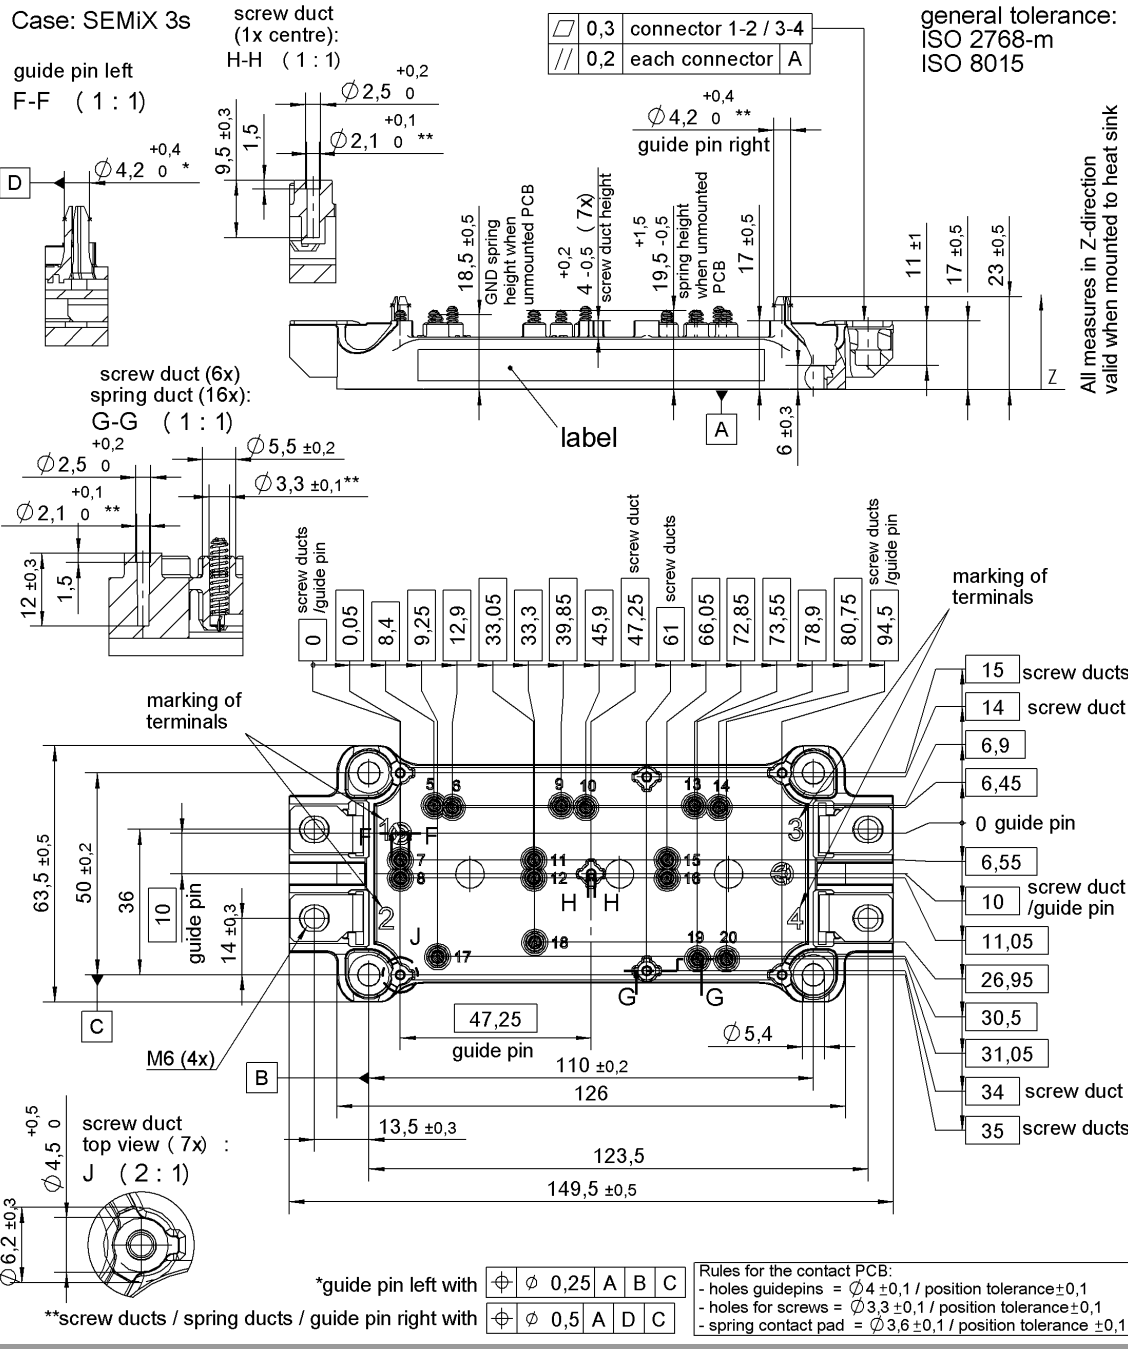 Case: SEMiX 3s
guide pin left
F-F ( 1 : 1)
+0,4
Ø4,2 0 *
D
screw duct
(1x centre):
H-H ( 1 : 1)
+0,2
Ø2,5 0
+0,1
Ø2,1 0 **
9,5 ±0,3
1,5
⏥ 0,3 connector 1-2 / 3-4
// 0,2 each connector A
general tolerance:
ISO 2768-m
ISO 8015
+0,4
Ø4,2 0 **
guide pin right
18,5 ±0,5
GND spring
height when
unmounted PCB
+0,2
4 -0,5 ( 7x)
screw duct height
+1,5
19,5 -0,5
spring height
when unmounted
PCB
17 ±0,5
11 ±1
17 ±0,5
23 ±0,5
Z
All measures in Z-direction
valid when mounted to heat sink
label
A
6 ±0,3
screw duct (6x)
spring duct (16x):
G-G ( 1 : 1)
+0,2
Ø2,5 0
+0,1
Ø2,1 0 **
Ø5,5 ±0,2
Ø3,3 ±0,1**
12 ±0,3
1,5
screw ducts
/guide pin
screw duct
screw ducts
screw ducts
/guide pin
0
0,05
8,4
9,25
12,9
33,05
33,3
39,85
45,9
47,25
61
66,05
72,85
73,55
78,9
80,75
94,5
marking of
terminals
marking of
terminals
15 screw ducts
14 screw duct
6,9
6,45
0 guide pin
6,55
10 screw duct
/guide pin
11,05
26,95
30,5
31,05
34 screw duct
35 screw ducts
63,5 ±0,5
50 ±0,2
36
10
guide pin
14 ±0,3
C
M6 (4x)
B
5 6 9 10 13 14
1 F F 3
7 11 15
8 12 16
H H
2 4
J
17 18 19 20
G G
47,25
guide pin
Ø5,4
110 ±0,2
126
13,5 ±0,3
123,5
149,5 ±0,5
screw duct
top view ( 7x) :
J ( 2 : 1)
+0,5
Ø4,5 0
Ø6,2 ±0,3
*guide pin left with ⌖ Ø 0,25 A B C
**screw ducts / spring ducts / guide pin right with ⌖ Ø 0,5 A D C
Rules for the contact PCB:
- holes guidepins = Ø4 ±0,1 / position tolerance±0,1
- holes for screws = Ø3,3 ±0,1 / position tolerance±0,1
- spring contact pad = Ø3,6±0,1 / position tolerance ±0,1